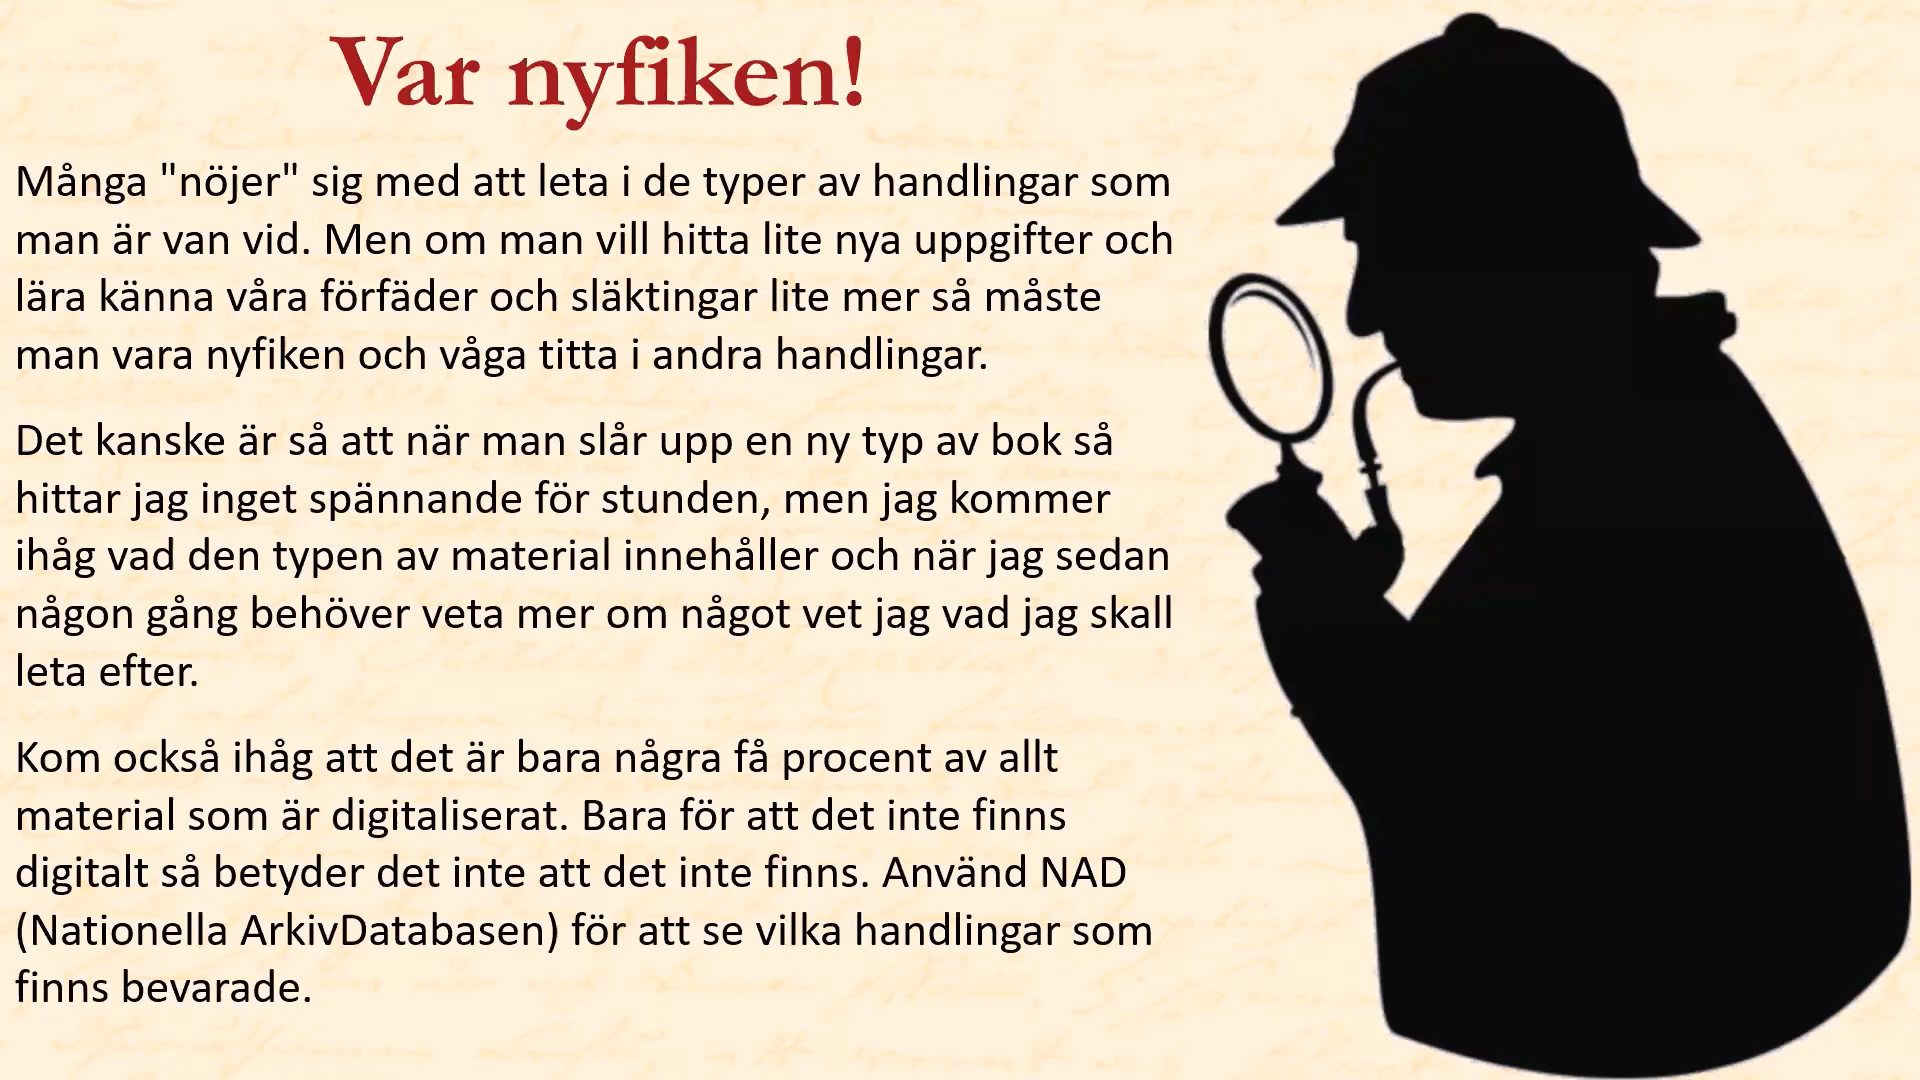 Var nyfiken!
Många "nöjer" sig med att leta i de typer av handlingar som
man är van vid. Men om man vill hitta lite nya uppgifter och
lära känna våra förfäder och släktingar lite mer så måste
man vara nyfiken och våga titta i andra handlingar.
Det kanske är så att när man slår upp en ny typ av bok så
hittar jag inget spännande för stunden, men jag kommer
ihåg vad den typen av material innehåller och när jag sedan
någon gång behöver veta mer om något vet jag vad jag skall
leta efter.
Kom också ihåg att det är bara några få procent av allt
material som är digitaliserat. Bara för att det inte finns
digitalt så betyder det inte att det inte finns. Använd NAD
(Nationella ArkivDatabasen) för att se vilka handlingar som
finns bevarade.